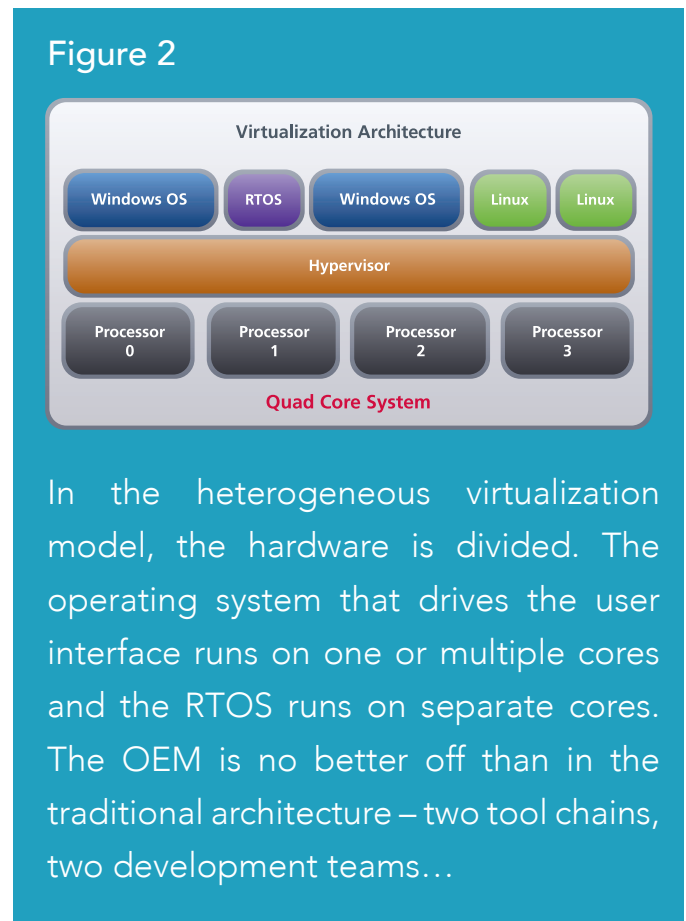 Figure 2
Virtualization Architecture
Windows OS RTOS Windows OS Linux Linux
Hypervisor
Processor 0 Processor 1 Processor 2 Processor 3
Quad Core System
In the heterogeneous virtualization
model, the hardware is divided. The
operating system that drives the user
interface runs on one or multiple cores
and the RTOS runs on separate cores.
The OEM is no better off than in the
traditional architecture – two tool chains,
two development teams…